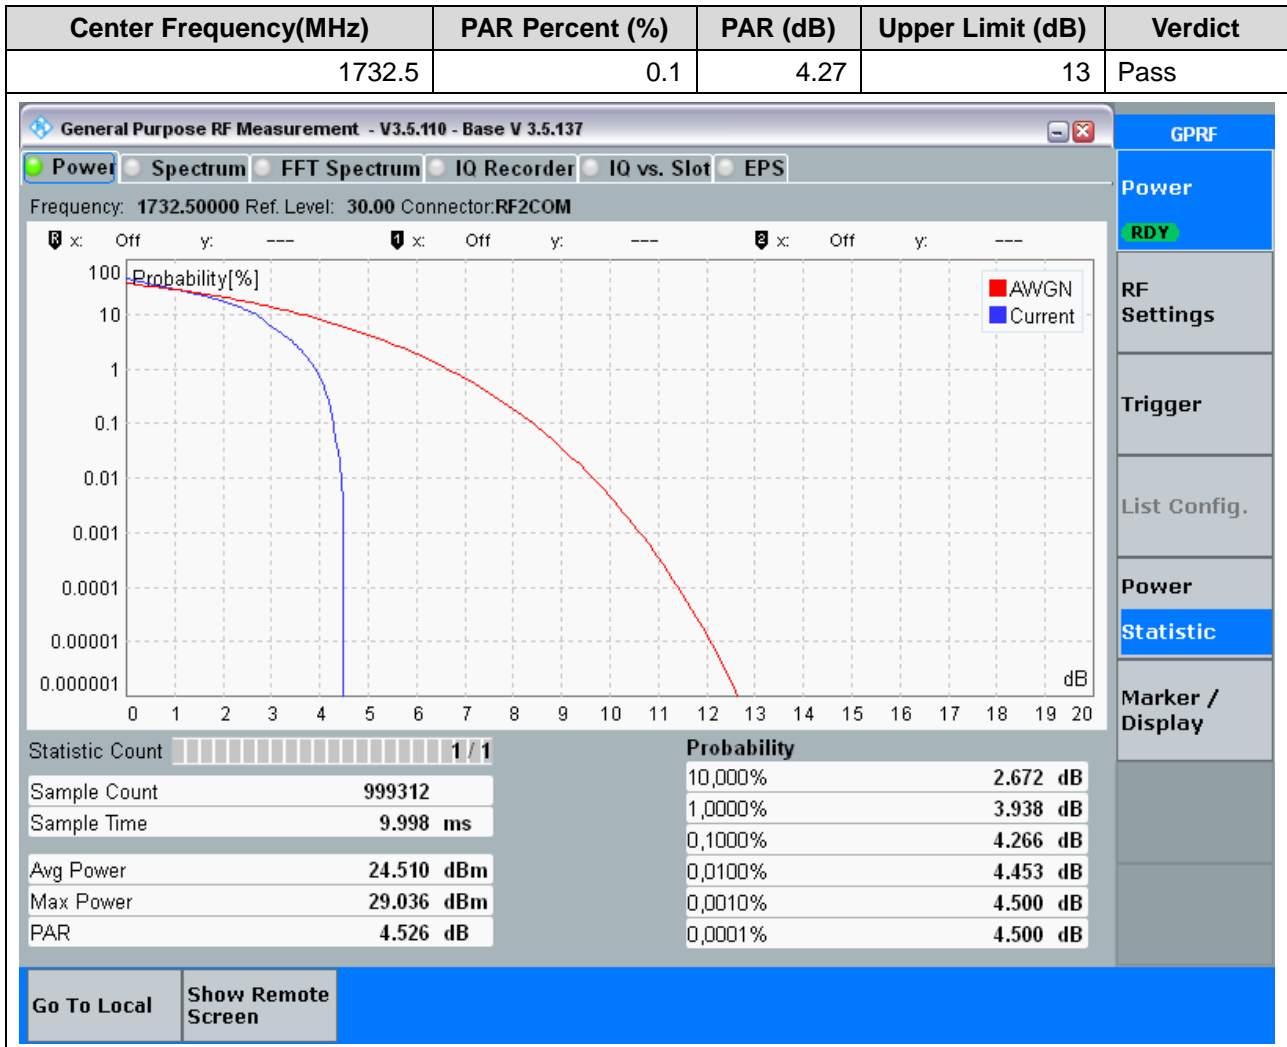 Center Frequency(MHz) PAR Percent (%) PAR (dB) Upper Limit (dB) Verdict
1732.5 0.1 4.27 13 Pass
General Purpose RF Measurement - V3.5.110 - Base V 3.5.137
GPRF
Power Spectrum FFT Spectrum IQ Recorder IQ vs. Slot EPS
Power
RDY
Frequency: 1732.50000 Ref. Level: 30.00 Connector:RF2COM
R x: Off y: --- 1 x: Off y: --- 2 x: Off y: ---
RF
Settings
Trigger
List Config.
Power
Statistic
Marker /
Display
Probability[%]
AWGN
Current
100
10
1
0.1
0.01
0.001
0.0001
0.00001
0.000001
dB
0 1 2 3 4 5 6 7 8 9 10 11 12 13 14 15 16 17 18 19 20
Statistic Count 1 / 1
Sample Count 999312
Sample Time 9.998 ms
Avg Power 24.510 dBm
Max Power 29.036 dBm
PAR 4.526 dB
Probability
10,000% 2.672 dB
1,0000% 3.938 dB
0,1000% 4.266 dB
0,0100% 4.453 dB
0,0010% 4.500 dB
0,0001% 4.500 dB
Go To Local
Show Remote
Screen